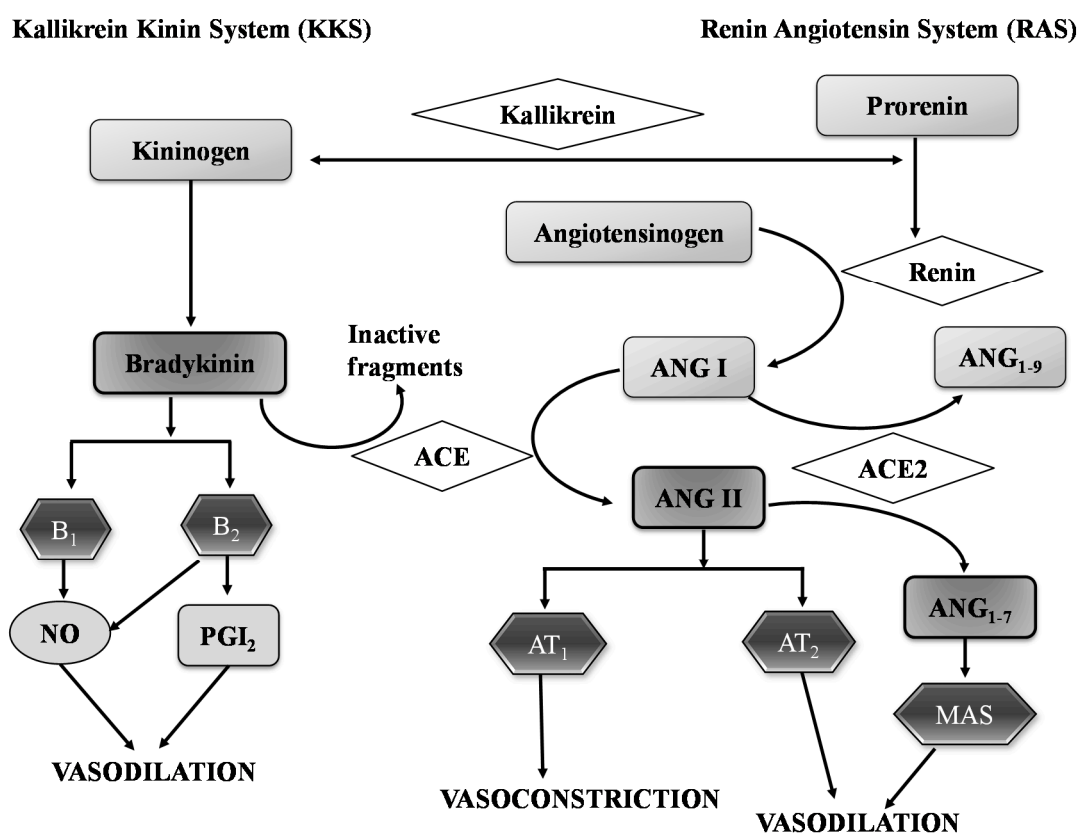 Kallikrein Kinin System (KKS)
Renin Angiotensin System (RAS)
Kallikrein
Prorenin
Kininogen
Angiotensinogen
Renin
Inactive
fragments
Bradykinin
ANG I
ANG1-9
ACE
ACE2
ANG II
B1
B2
ANG1-7
NO
PGI2
AT1
AT2
MAS
VASODILATION
VASOCONSTRICTION
VASODILATION